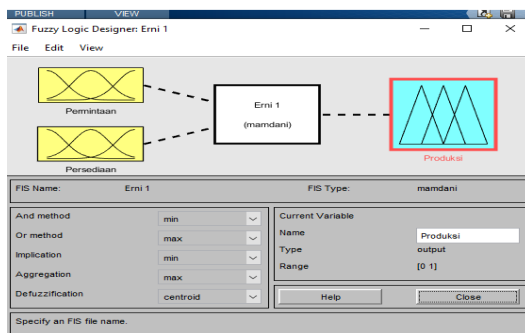 PUBLISH VIEW
Fuzzy Logic Designer: Erni 1
File Edit View
Permintaan
Persediaan
Erni 1
(mamdani)
Produksi
FIS Name: Erni 1 FIS Type: mamdani
And method min
Or method max
Implication min
Aggregation max
Defuzzification centroid
Current Variable
Name Produksi
Type output
Range [0 1]
Help Close
Specify an FIS file name.